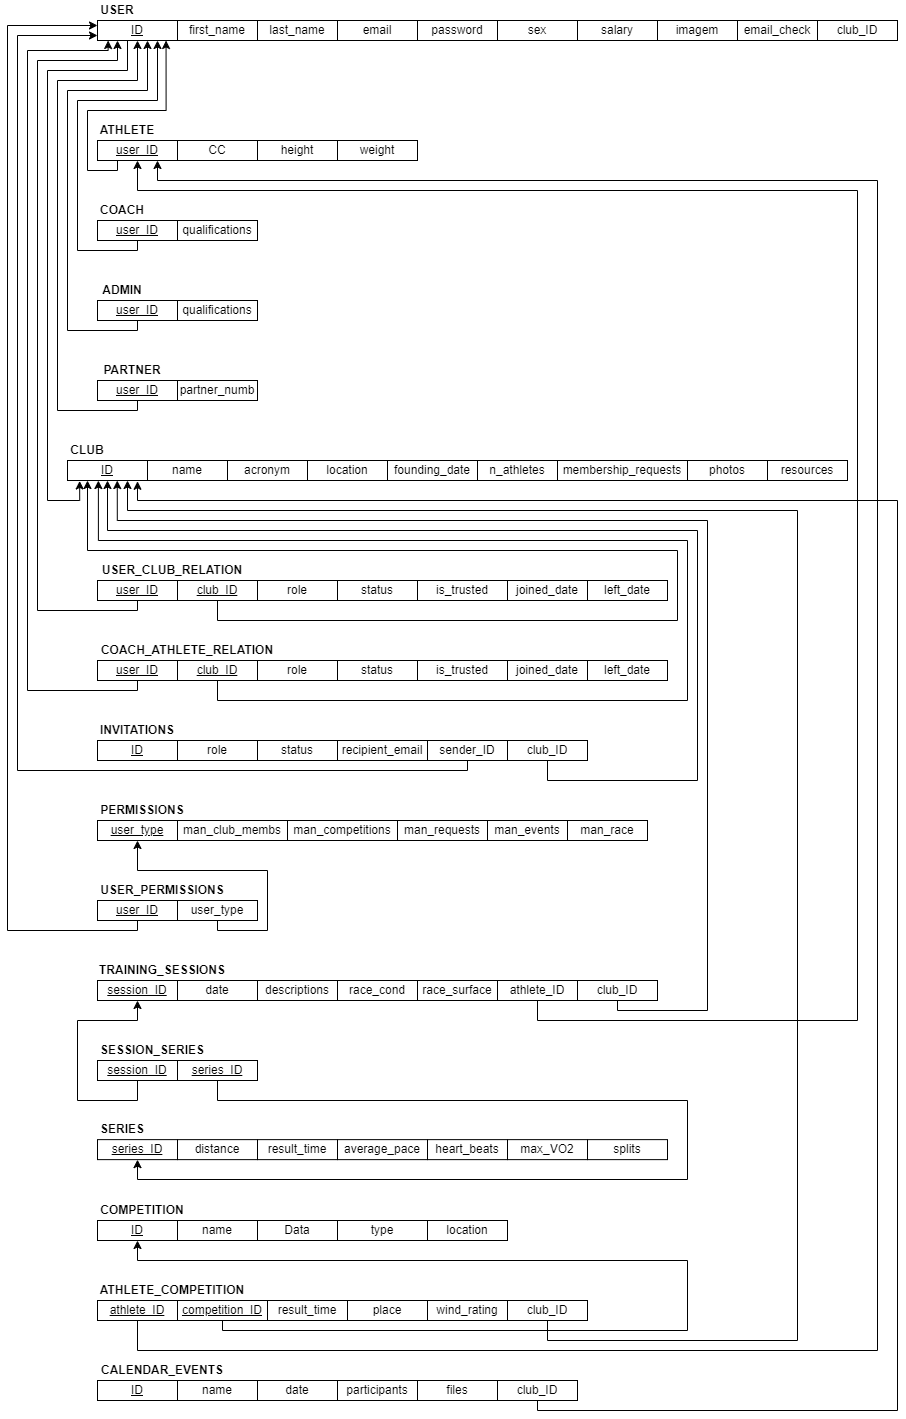 USER
ID first_name last_name email password sex salary imagem email_check club_ID
ATHLETE
user_ID CC height weight
COACH
user_ID qualifications
ADMIN
user_ID qualifications
PARTNER
user_ID partner_numb
CLUB
ID name acronym location founding_date n_athletes membership_requests photos resources
USER_CLUB_RELATION
user_ID club_ID role status is_trusted joined_date left_date
COACH_ATHLETE_RELATION
user_ID club_ID role status is_trusted joined_date left_date
INVITATIONS
ID role status recipient_email sender_ID club_ID
PERMISSIONS
user_type man_club_membs man_competitions man_requests man_events man_race
USER_PERMISSIONS
user_ID user_type
TRAINING_SESSIONS
session_ID date descriptions race_cond race_surface athlete_ID club_ID
SESSION_SERIES
session_ID series_ID
SERIES
series_ID distance result_time average_pace heart_beats max_VO2 splits
COMPETITION
ID name Data type location
ATHLETE_COMPETITION
athlete_ID competition_ID result_time place wind_rating club_ID
CALENDAR_EVENTS
ID name date participants files club_ID